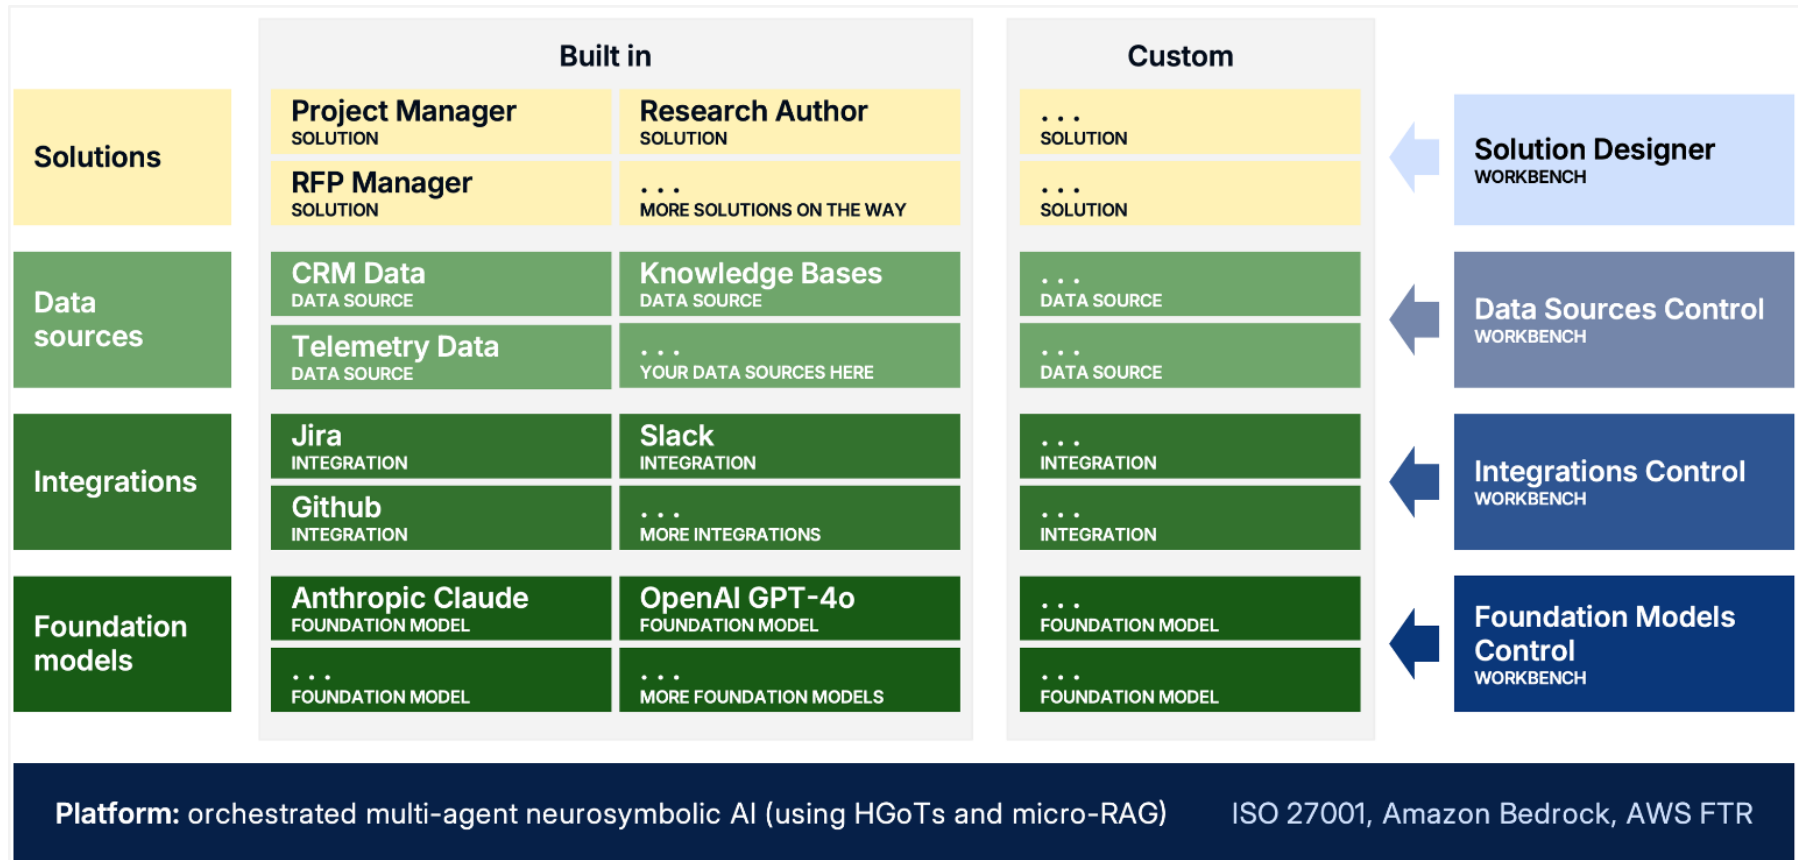 Built in
Custom
Solutions
Project Manager
SOLUTION
Research Author
SOLUTION
. . .
SOLUTION
RFP Manager
SOLUTION
. . .
MORE SOLUTIONS ON THE WAY
. . .
SOLUTION
Solution Designer
WORKBENCH
Data
sources
CRM Data
DATA SOURCE
Knowledge Bases
DATA SOURCE
. . .
DATA SOURCE
Telemetry Data
DATA SOURCE
. . .
YOUR DATA SOURCES HERE
. . .
DATA SOURCE
Data Sources Control
WORKBENCH
Integrations
Jira
INTEGRATION
Slack
INTEGRATION
. . .
INTEGRATION
Github
INTEGRATION
. . .
MORE INTEGRATIONS
. . .
INTEGRATION
Integrations Control
WORKBENCH
Foundation
models
Anthropic Claude
FOUNDATION MODEL
OpenAI GPT-4o
FOUNDATION MODEL
. . .
FOUNDATION MODEL
. . .
FOUNDATION MODEL
. . .
MORE FOUNDATION MODELS
. . .
FOUNDATION MODEL
Foundation Models
Control
WORKBENCH
Platform: orchestrated multi-agent neurosymbolic AI (using HGoTs and micro-RAG)
ISO 27001, Amazon Bedrock, AWS FTR